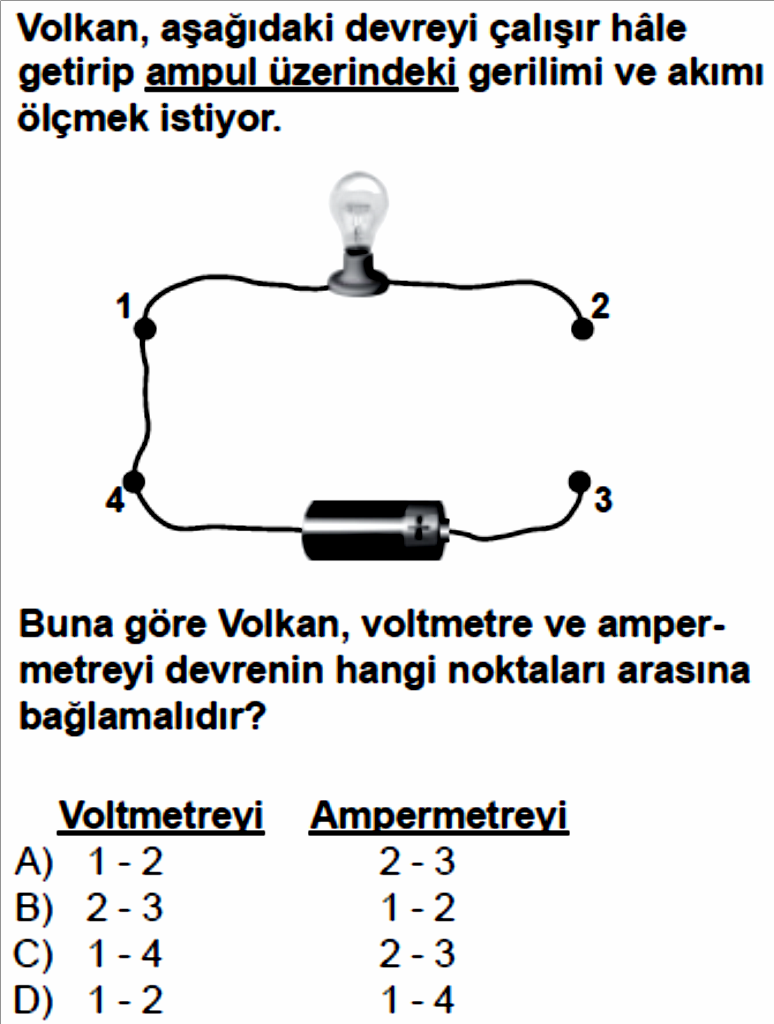 Volkan, aşağıdaki devreyi çalışır hâle
getirip ampul üzerindeki gerilimi ve akımı
ölçmek istiyor.
1
2
4
+
3
Buna göre Volkan, voltmetre ve amper-
metreyi devrenin hangi noktaları arasına
bağlamalıdır?
Voltmetreyi Ampermetreyi
A) 1 - 2 2 - 3
B) 2 - 3 1 - 2
C) 1 - 4 2 - 3
D) 1 - 2 1 - 4